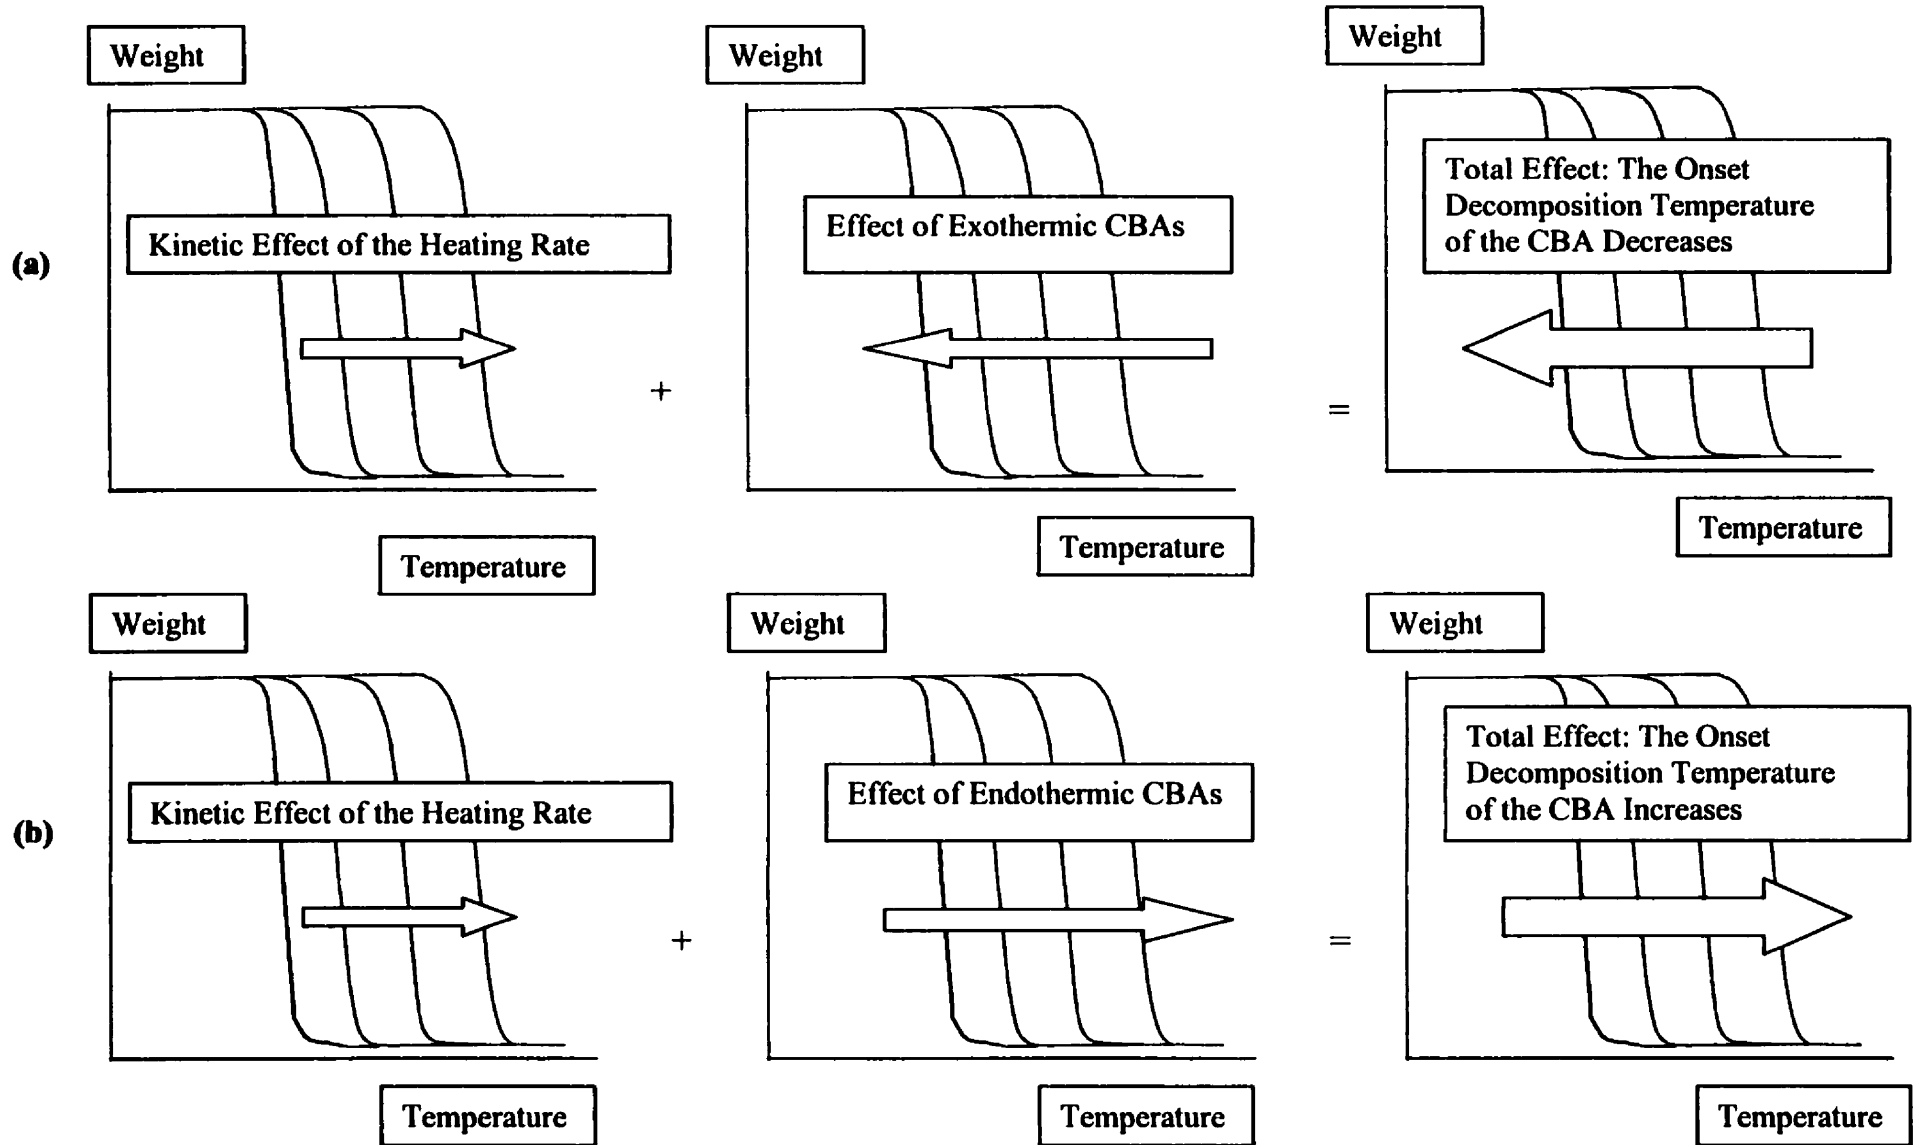 Weight
Weight
Weight
(a)
Kinetic Effect of the Heating Rate
Effect of Exothermic CBAs
Total Effect: The Onset
Decomposition Temperature
of the CBA Decreases
+
=
Temperature
Temperature
Temperature
Weight
Weight
Weight
(b)
Kinetic Effect of the Heating Rate
Effect of Endothermic CBAs
Total Effect: The Onset
Decomposition Temperature
of the CBA Increases
+
=
Temperature
Temperature
Temperature